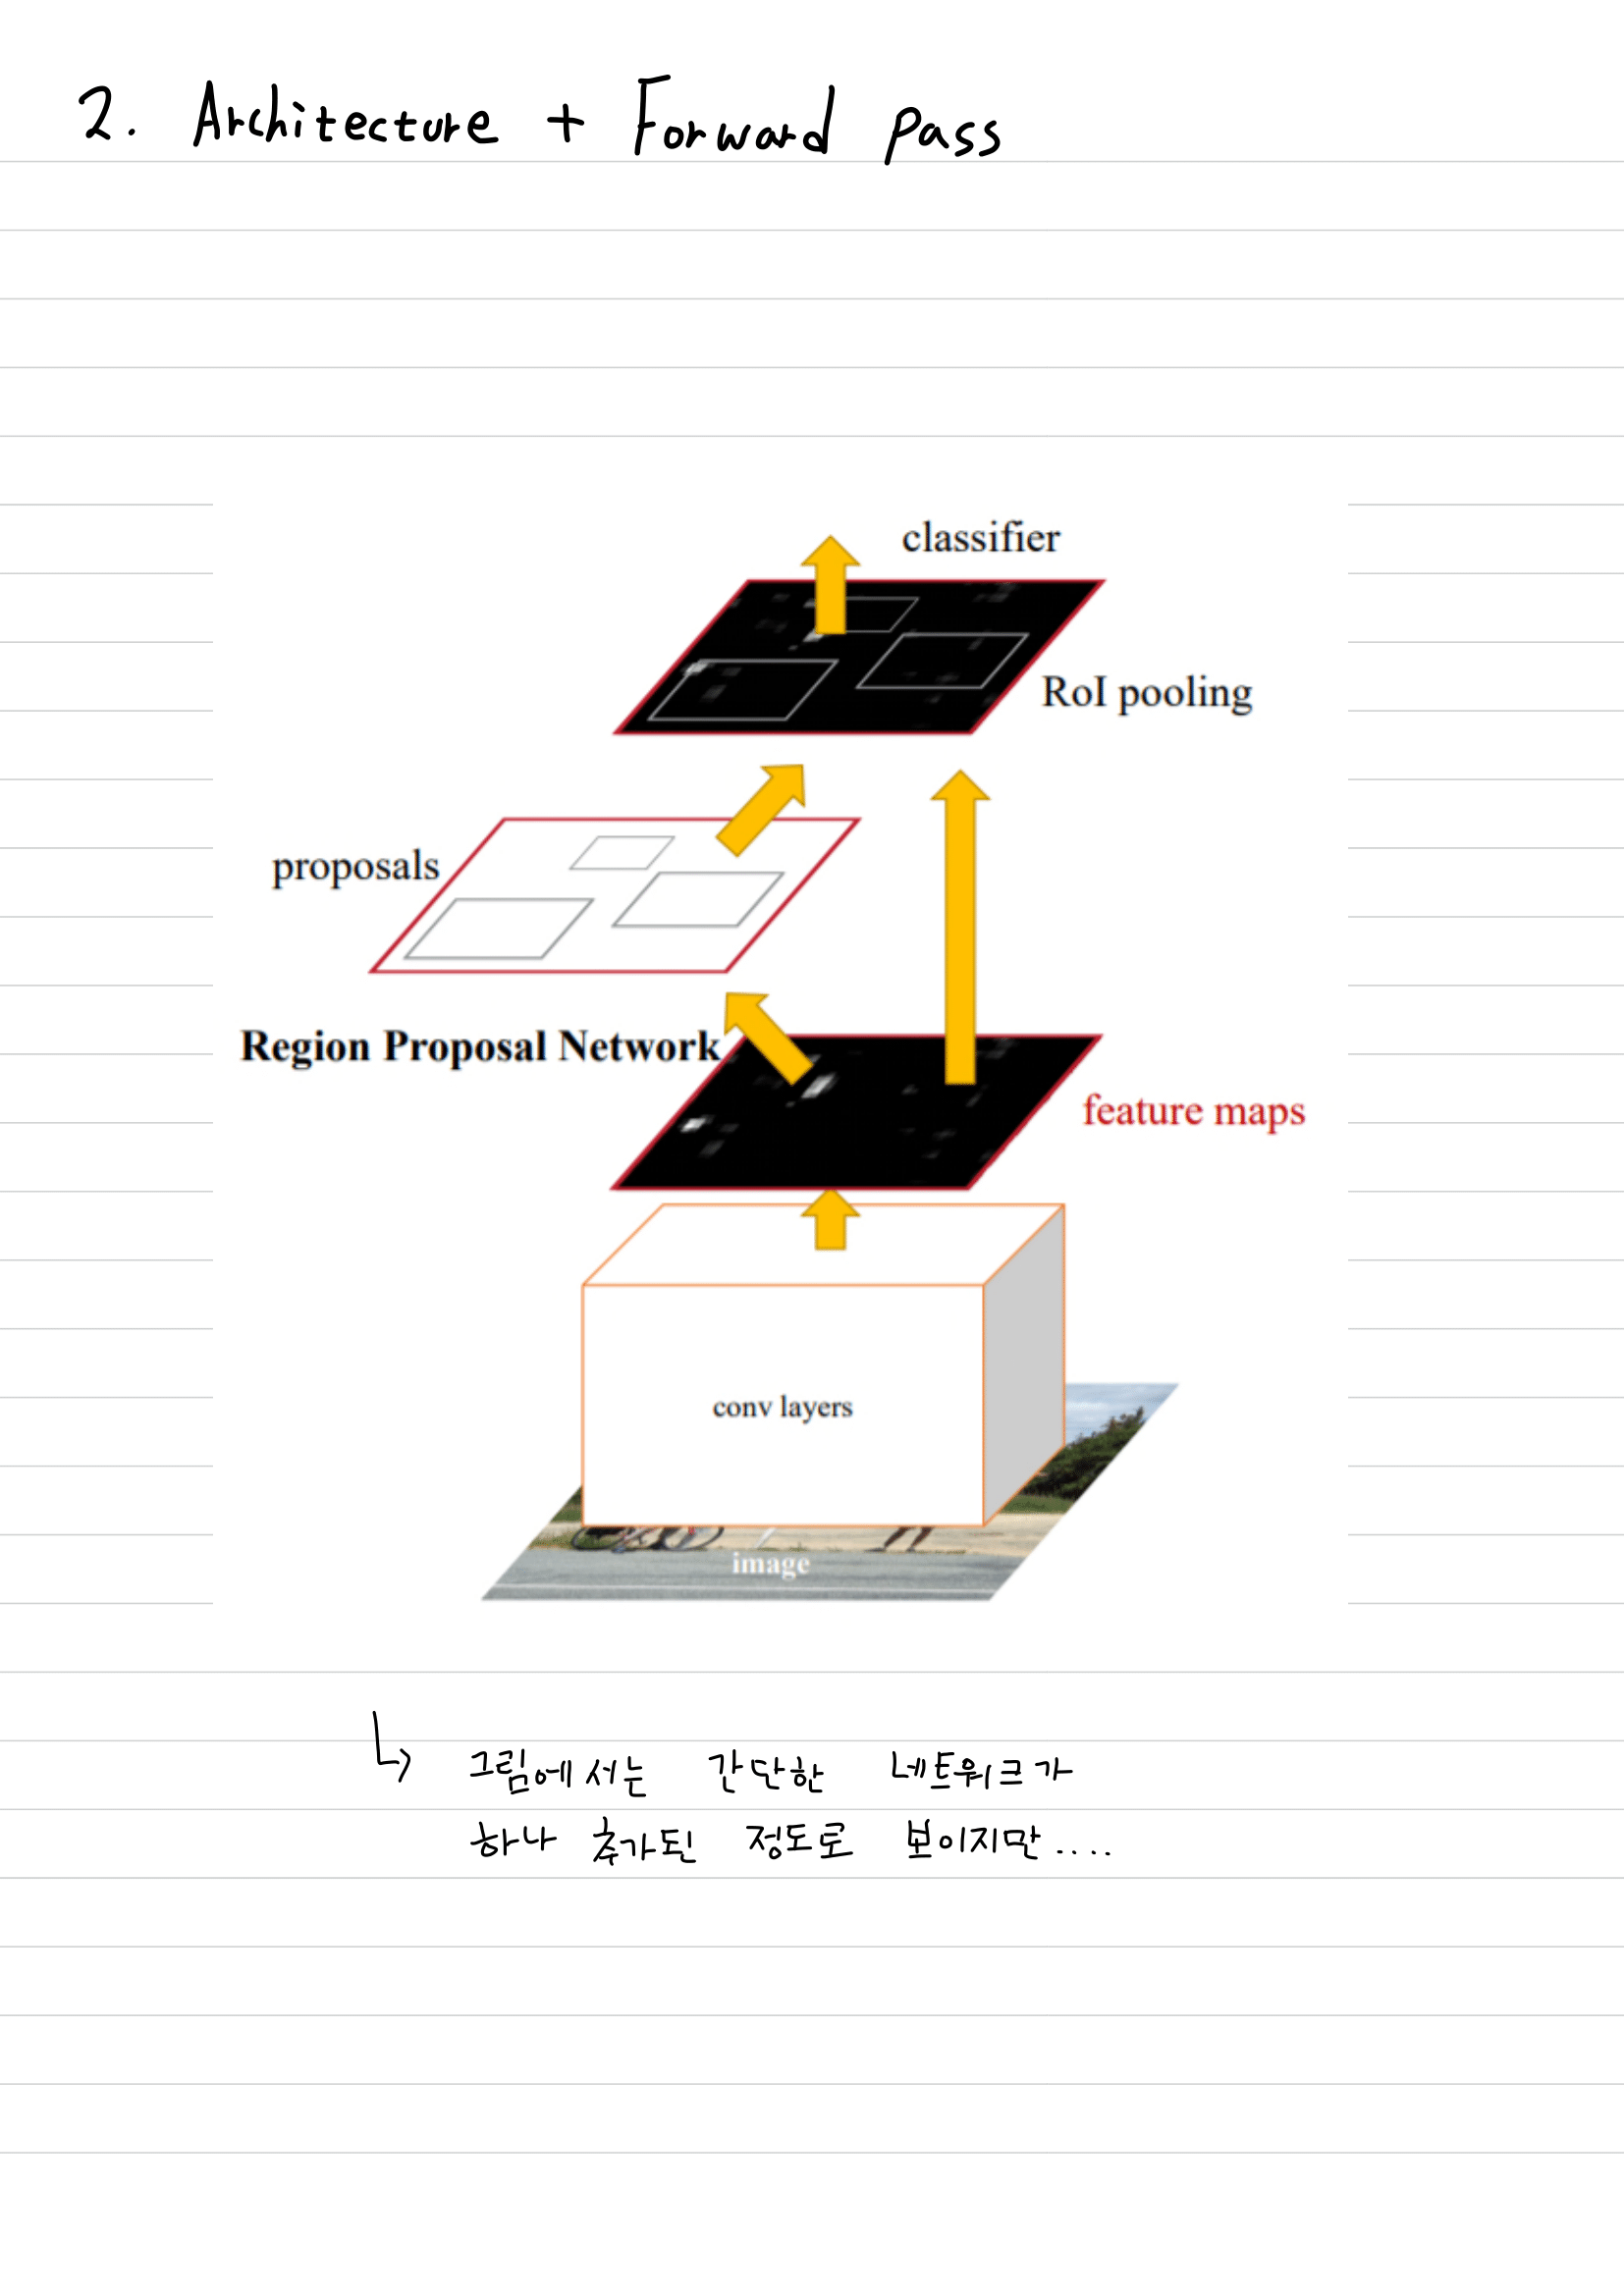 2. Architecture + Forward pass
classifier
RoI pooling
proposals
Region Proposal Network
feature maps
conv layers
image
그림에서는 간단한 네트워크가
하나 추가된 정도로 보이지만....